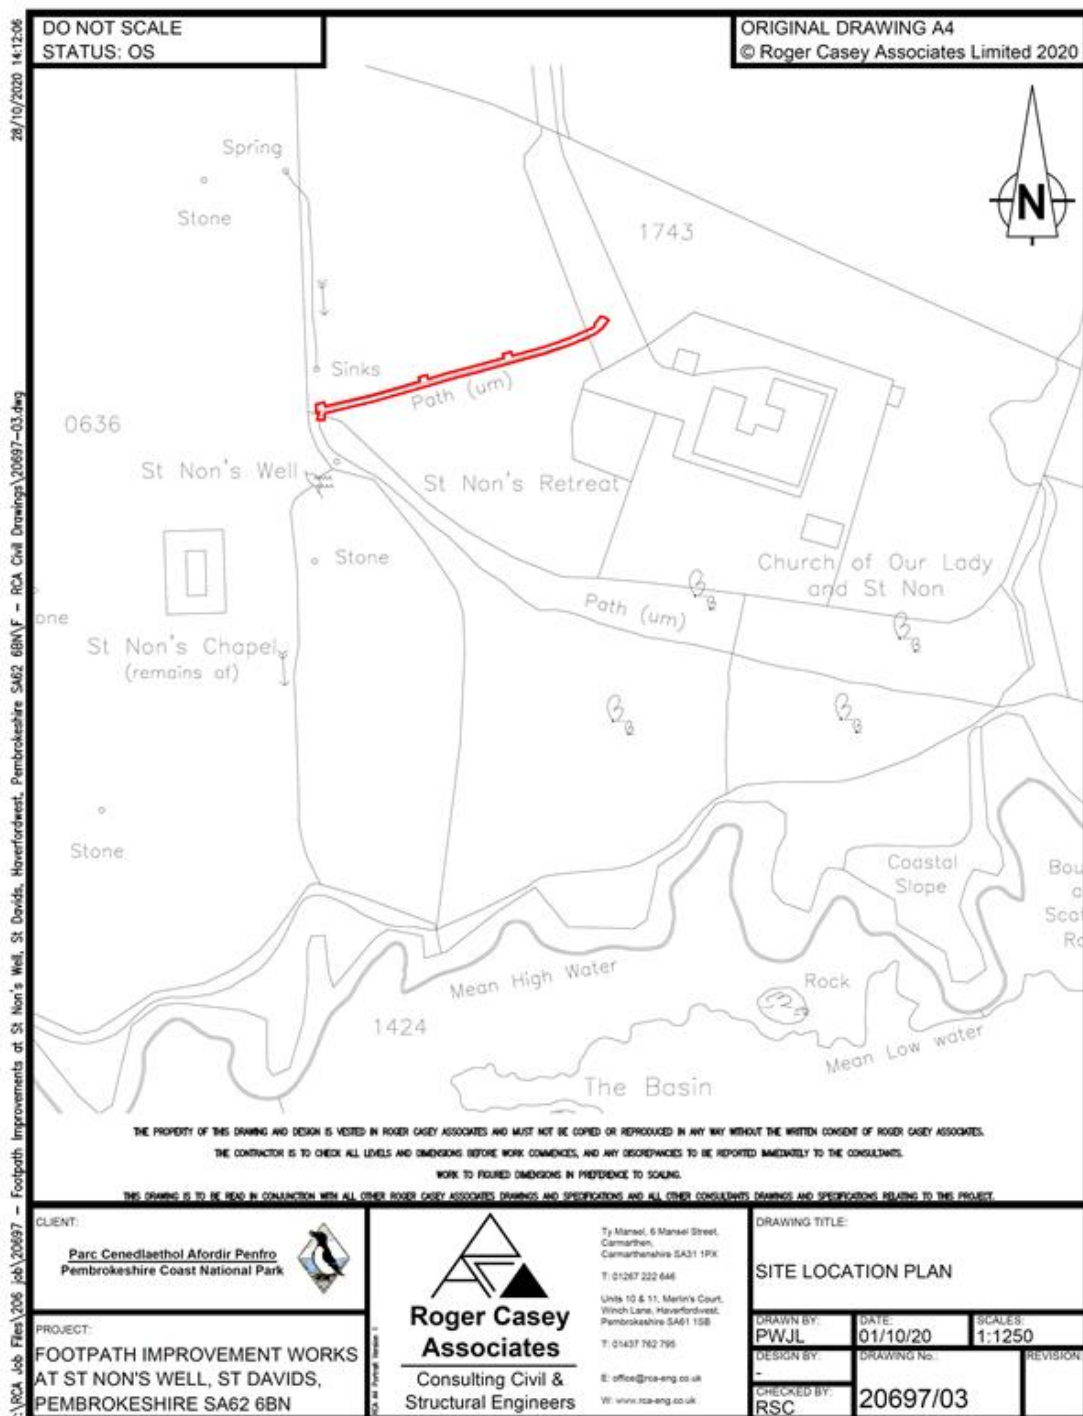 28/10/2020 14:12:06
DO NOT SCALE
STATUS: OS
ORIGINAL DRAWING A4
© Roger Casey Associates Limited 2020
N
Spring
Stone
1743
Sinks
Path (um)
0636
St Non's Well
St Non's Retreat
Stone
Church of Our Lady
and St Non
Path (um)
one
St Non's Chapel
(remains of)
Stone
Coastal
Slope
Bou
Scat
Ro
Mean High Water
Rock
1424
Mean Low water
The Basin
:\RCA Job Files\206 job\20697 - Footpath Improvements at St Non's Well, St Davids, Haverfordwest, Pembrokeshire SA62 6BN\F - RCA Civil Drawings\20697-03.dwg
THE PROPERTY OF THIS DRAWING AND DESIGN IS VESTED IN ROGER CASEY ASSOCIATES AND MUST NOT BE COPIED OR REPRODUCED IN ANY WAY WITHOUT THE WRITTEN CONSENT OF ROGER CASEY ASSOCIATES.
THE CONTRACTOR IS TO CHECK ALL LEVELS AND DIMENSIONS BEFORE WORK COMMENCES, AND ANY DISCREPANCIES TO BE REPORTED IMMEDIATELY TO THE CONSULTANTS.
WORK TO FIGURED DIMENSIONS IN PREFERENCE TO SCALING.
THIS DRAWING IS TO BE READ IN CONJUNCTION WITH ALL OTHER ROGER CASEY ASSOCIATES DRAWINGS AND SPECIFICATIONS AND ALL OTHER CONSULTANTS DRAWINGS AND SPECIFICATIONS RELATING TO THIS PROJECT.
CLIENT:
Parc Cenedlaethol Afordir Penfro
Pembrokeshire Coast National Park
PROJECT:
FOOTPATH IMPROVEMENT WORKS
AT ST NON'S WELL, ST DAVIDS,
PEMBROKESHIRE SA62 6BN
Roger Casey
Associates
Consulting Civil &
Structural Engineers
Ty Mansel, 6 Mansel Street,
Carmarthen,
Carmarthenshire SA31 1PX
T: 01267 222 646
Units 10 & 11, Merlin's Court,
Winch Lane, Haverfordwest,
Pembrokeshire SA61 1SB
T: 01437 762 795
E: office@rca-eng.co.uk
W: www.rca-eng.co.uk
DRAWING TITLE:
SITE LOCATION PLAN
DRAWN BY:
PWJL
DATE:
01/10/20
SCALES:
1:1250
DESIGN BY:
-
DRAWING No.:
20697/03
REVISION
CHECKED BY:
RSC